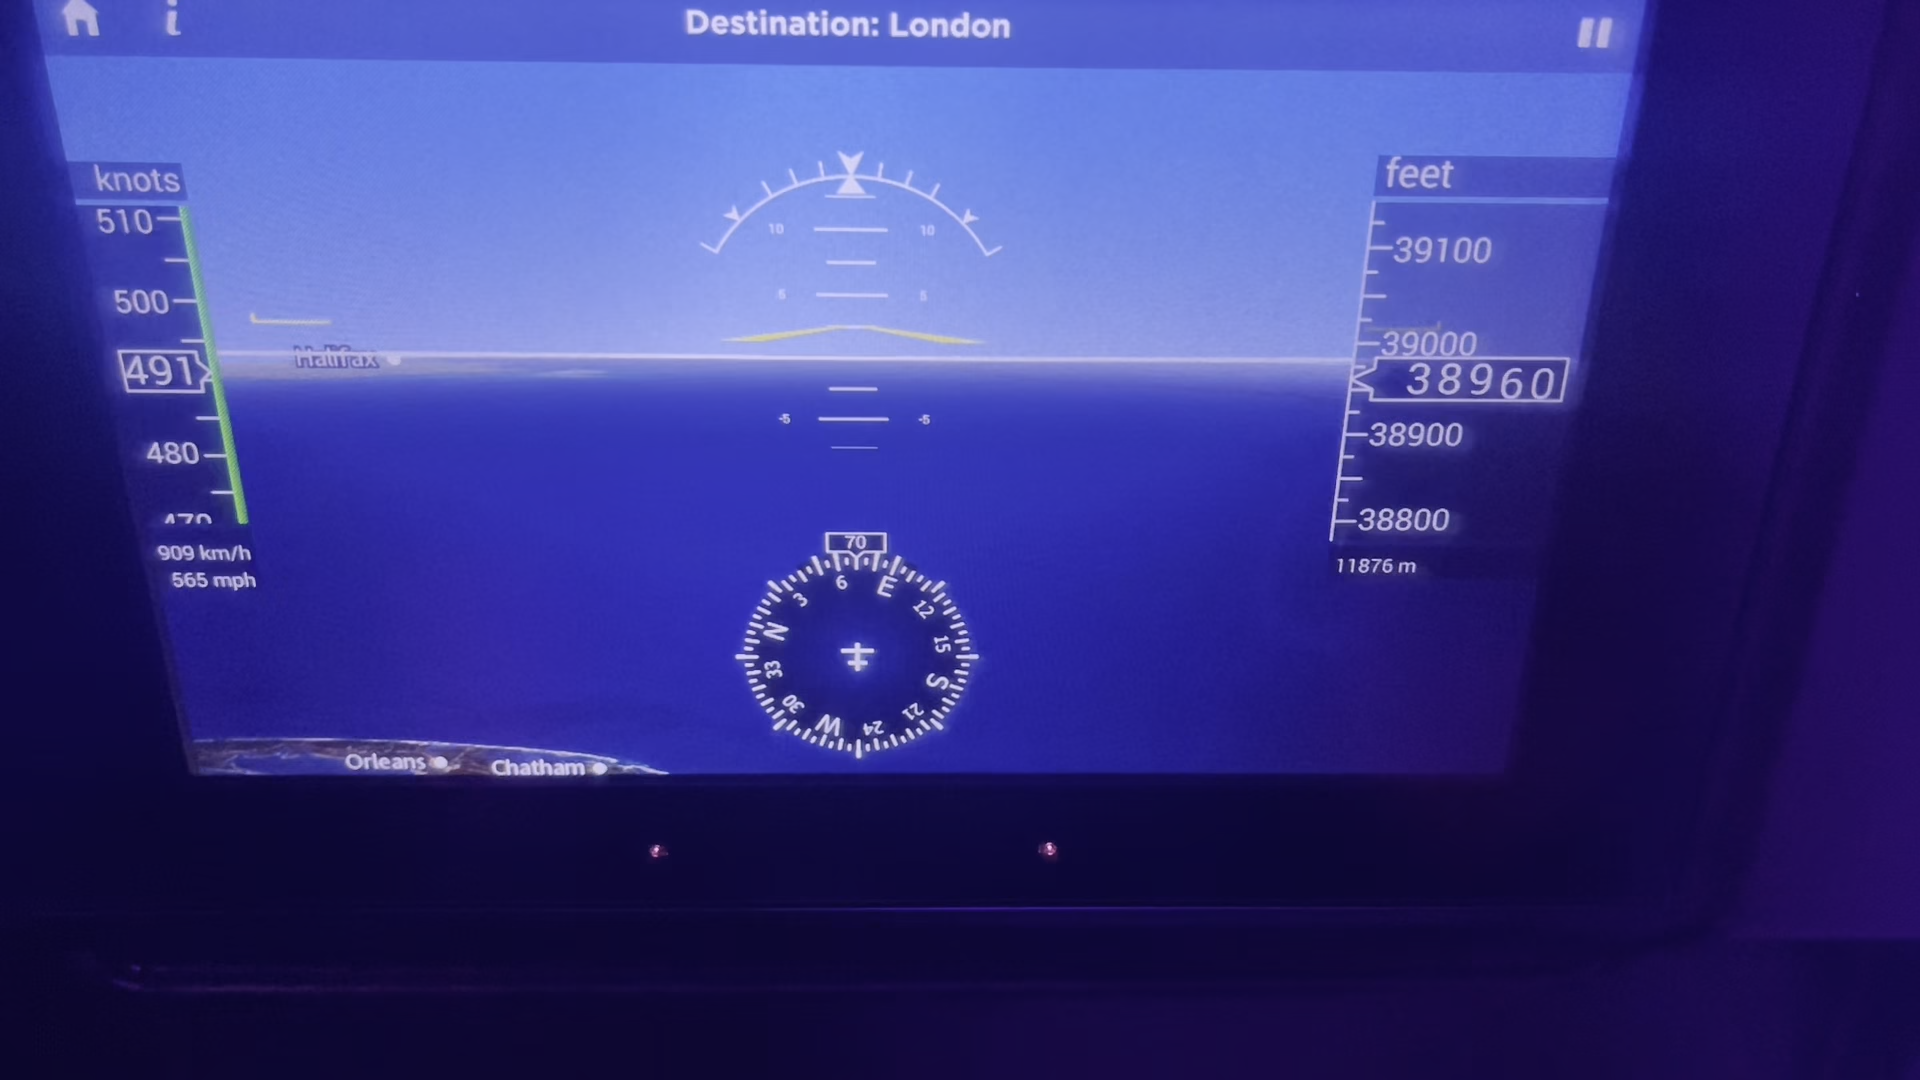 i
Destination: London
knots
510
500
491
480
470
909 km/h
565 mph
Halifax
10 10
5 5
-5 -5
feet
39100
39000
38960
38900
38800
11876 m
70
N 3 6 E 12 15 S 21 24 W 30 33
Orleans
Chatham